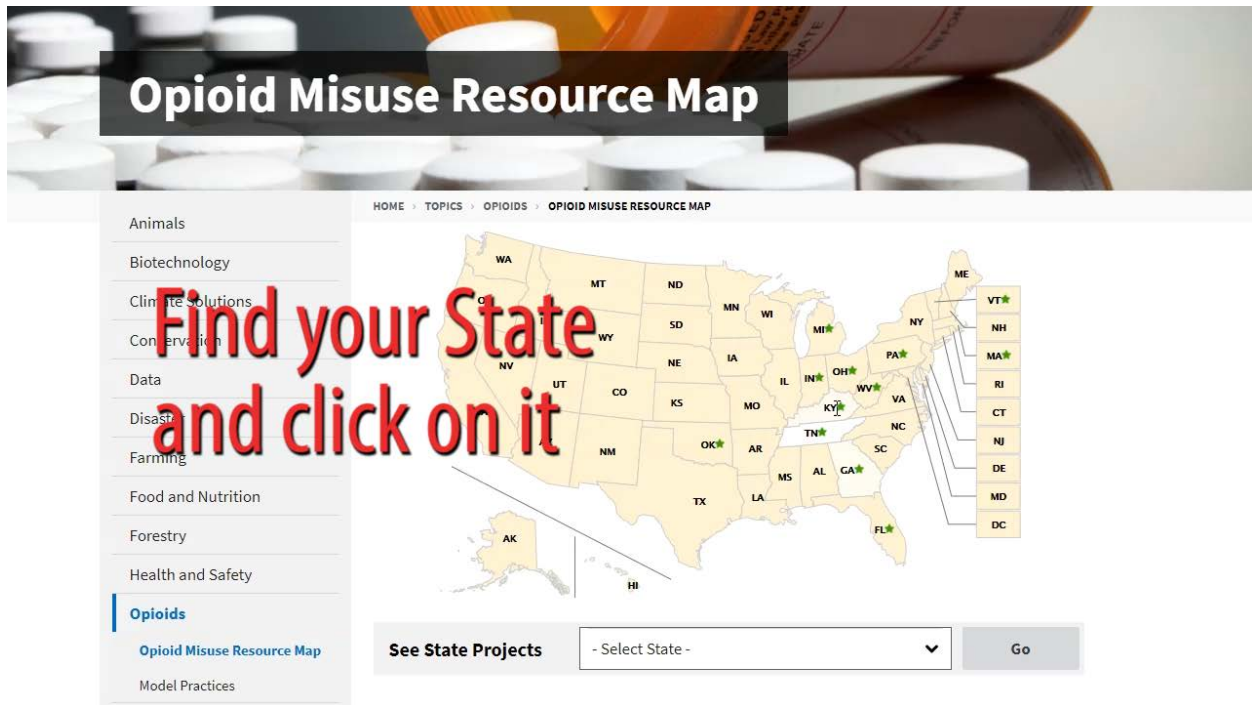 Opioid Misuse Resource Map
HOME > TOPICS > OPIOIDS > OPIOID MISUSE RESOURCE MAP
Animals
Biotechnology
Climate Solutions
Conservation
Data
Disaster
Farming
Food and Nutrition
Forestry
Health and Safety
Opioids
Opioid Misuse Resource Map
Model Practices
Find your State
and click on it
WA
MT
ND
MN
WI
MI
NY
ME
SD
WY
NE
IA
IL
IN
OH
PA
WV
VA
NV
UT
CO
KS
MO
KY
NC
TN
SC
NM
OK
AR
MS
AL
GA
TX
LA
FL
AK
HI
VT
NH
MA
RI
CT
NJ
DE
MD
DC
See State Projects
- Select State -
Go